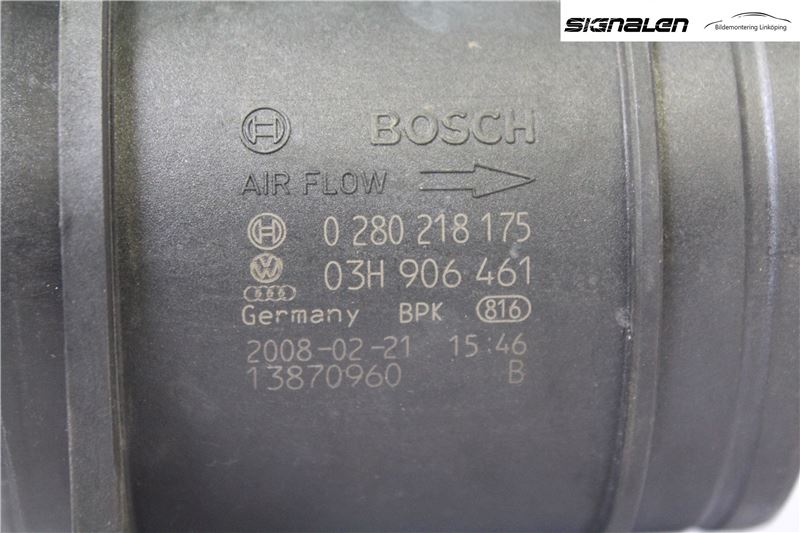 SIGNALEN
Bildemontering Linköping
BOSCH
AIR FLOW
0 280 218 175
03H 906 461
Germany BPK 816
2008-02-21 15:46
13870960 B